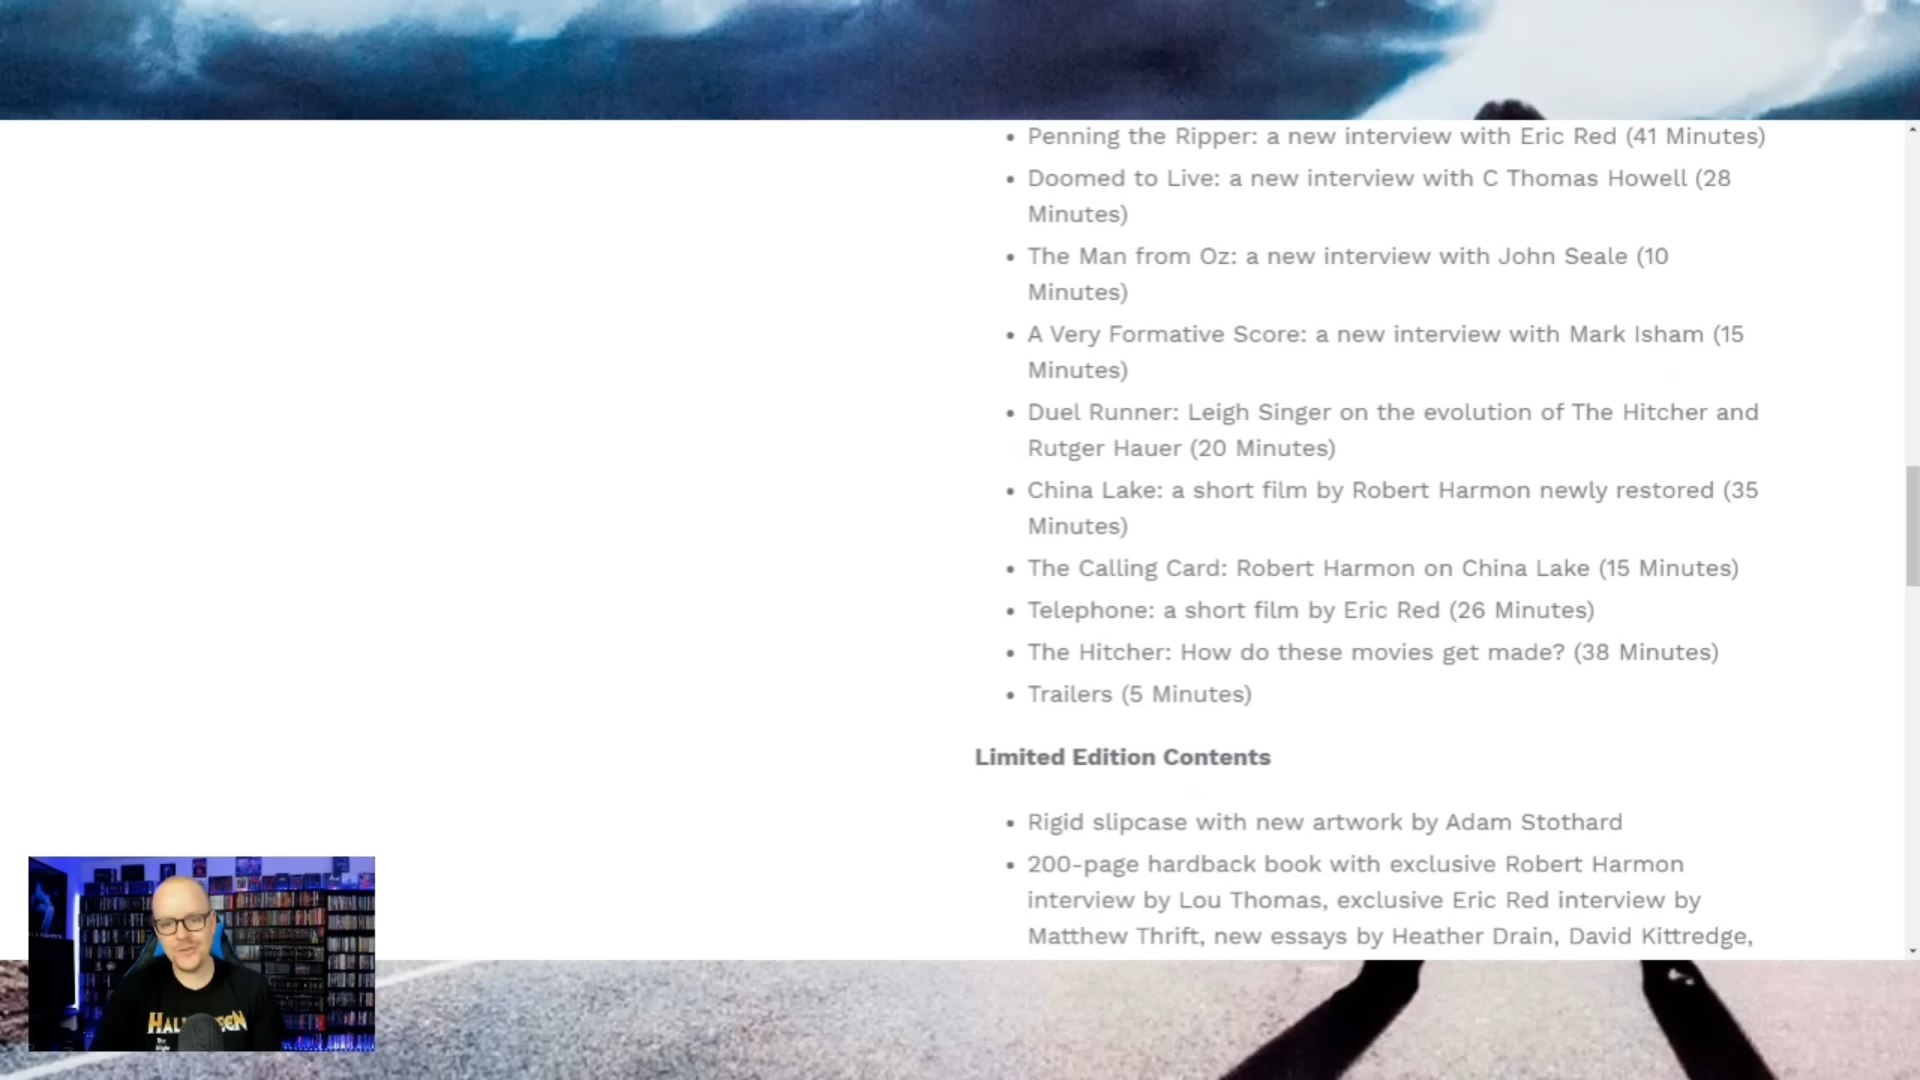 Penning the Ripper: a new interview with Eric Red (41 Minutes)
Doomed to Live: a new interview with C Thomas Howell (28
Minutes)
The Man from Oz: a new interview with John Seale (10
Minutes)
A Very Formative Score: a new interview with Mark Isham (15
Minutes)
Duel Runner: Leigh Singer on the evolution of The Hitcher and
Rutger Hauer (20 Minutes)
China Lake: a short film by Robert Harmon newly restored (35
Minutes)
The Calling Card: Robert Harmon on China Lake (15 Minutes)
Telephone: a short film by Eric Red (26 Minutes)
The Hitcher: How do these movies get made? (38 Minutes)
Trailers (5 Minutes)
Limited Edition Contents
Rigid slipcase with new artwork by Adam Stothard
200-page hardback book with exclusive Robert Harmon
interview by Lou Thomas, exclusive Eric Red interview by
Matthew Thrift, new essays by Heather Drain, David Kittredge,